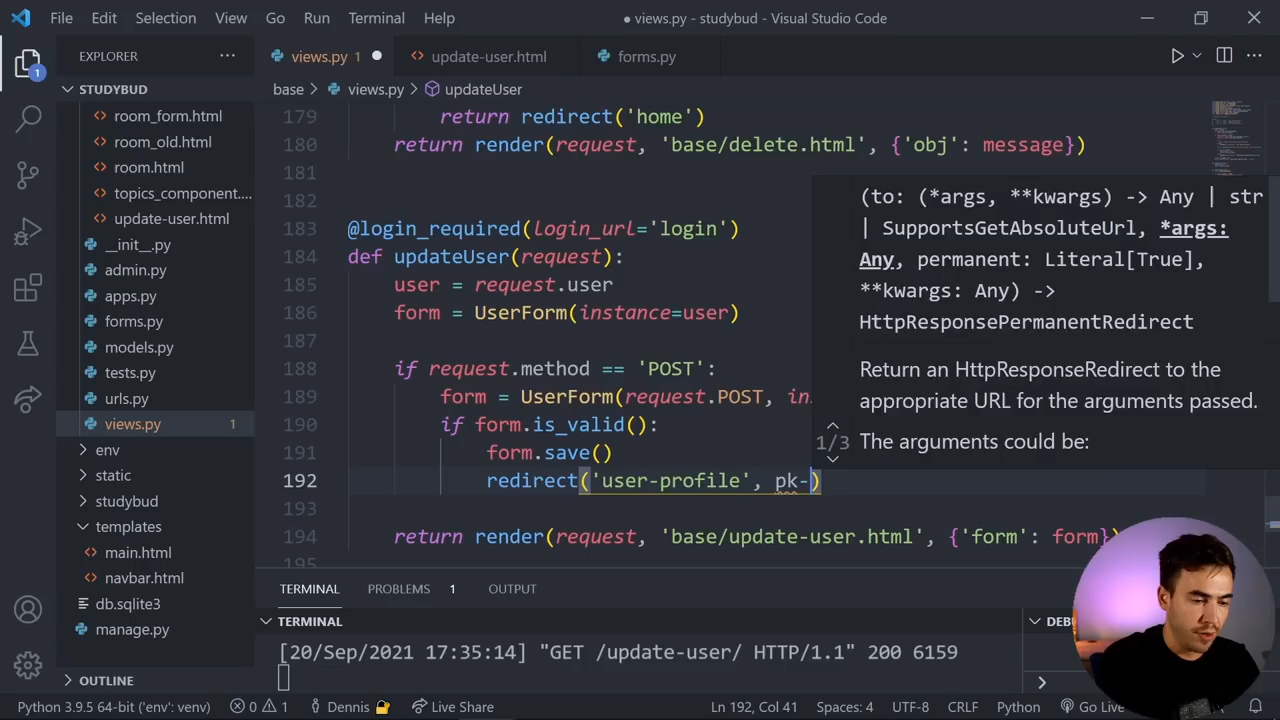 File Edit Selection View Go Run Terminal Help
● views.py - studybud - Visual Studio Code
EXPLORER
views.py 1
update-user.html
forms.py
1
STUDYBUD
room_form.html
room_old.html
room.html
topics_component....
update-user.html
__init__.py
admin.py
apps.py
forms.py
models.py
tests.py
urls.py
views.py 1
env
static
studybud
templates
main.html
navbar.html
db.sqlite3
manage.py
OUTLINE
base > views.py > updateUser
179 return redirect('home')
180 return render(request, 'base/delete.html', {'obj': message})
181
182
183 @login_required(login_url='login')
184 def updateUser(request):
185 user = request.user
186 form = UserForm(instance=user)
187
188 if request.method == 'POST':
189 form = UserForm(request.POST, in
190 if form.is_valid():
191 form.save()
192 redirect('user-profile', pk-)
193
194 return render(request, 'base/update-user.html', {'form': form})
195
(to: (*args, **kwargs) -> Any | str
| SupportsGetAbsoluteUrl, *args:
Any, permanent: Literal[True],
**kwargs: Any) ->
HttpResponsePermanentRedirect
Return an HttpResponseRedirect to the
appropriate URL for the arguments passed.
1/3 The arguments could be:
TERMINAL PROBLEMS 1 OUTPUT
TERMINAL
DEBU
[20/Sep/2021 17:35:14] "GET /update-user/ HTTP/1.1" 200 6159
Python 3.9.5 64-bit ('env': venv) 0 1 Dennis Live Share Ln 192, Col 41 Spaces: 4 UTF-8 CRLF Python Go Live